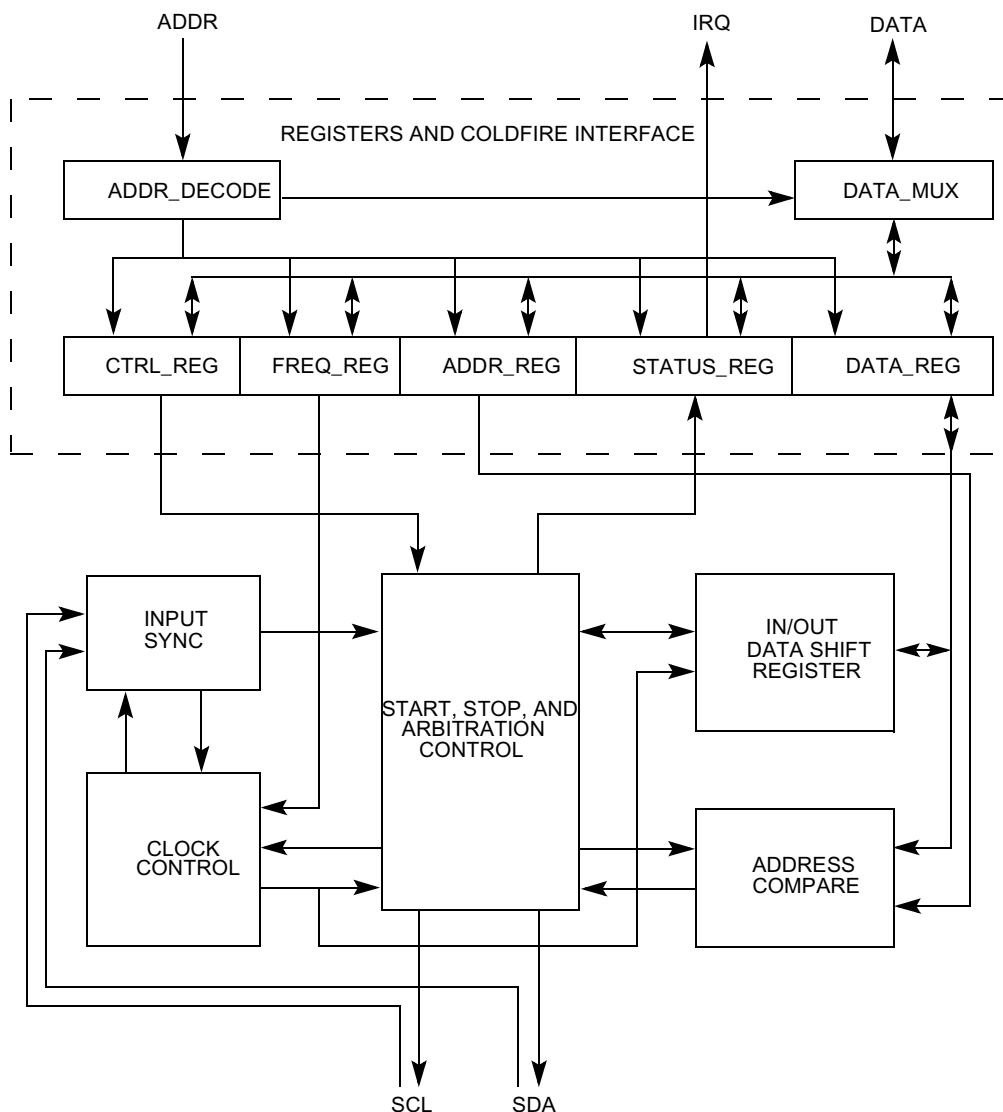 ADDR
IRQ
DATA
REGISTERS AND COLDFIRE INTERFACE
ADDR_DECODE
DATA_MUX
CTRL_REG
FREQ_REG
ADDR_REG
STATUS_REG
DATA_REG
INPUT
SYNC
IN/OUT
DATA SHIFT
REGISTER
START, STOP, AND
ARBITRATION
CONTROL
CLOCK
CONTROL
ADDRESS
COMPARE
SCL
SDA